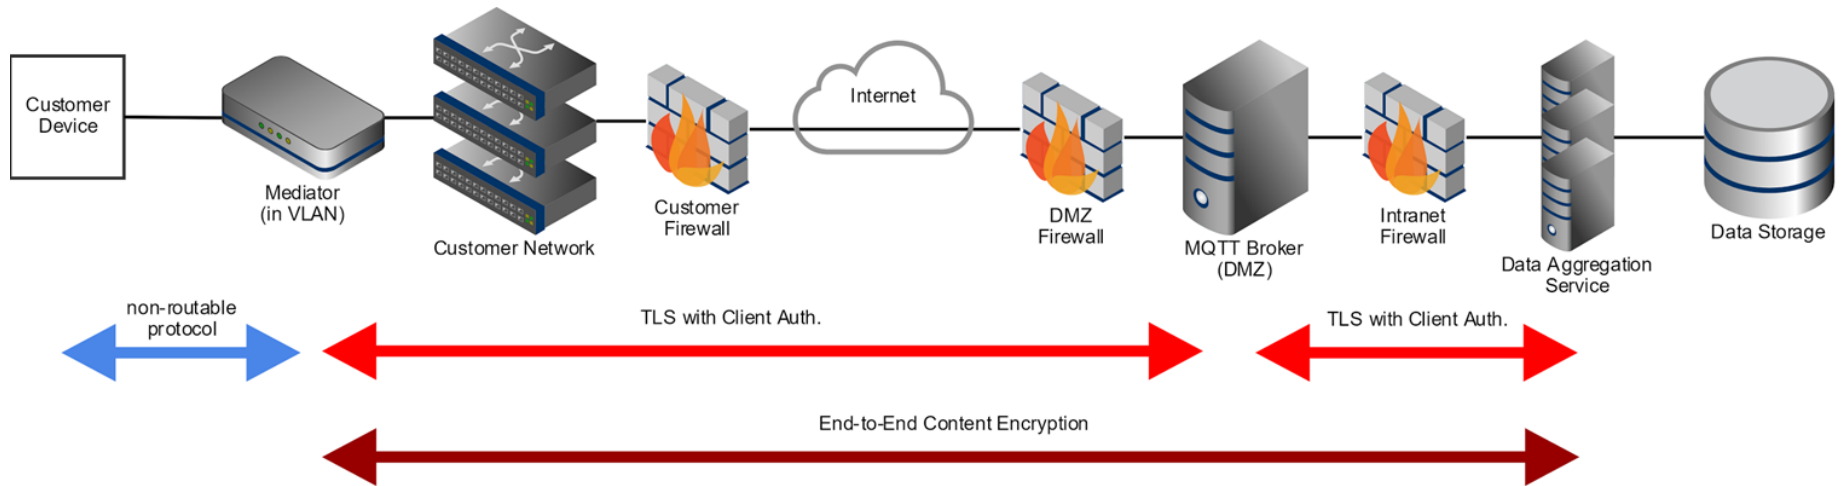 Customer
Device
Mediator
(in VLAN)
Customer Network
Customer
Firewall
Internet
DMZ
Firewall
MQTT Broker
(DMZ)
Intranet
Firewall
Data Aggregation
Service
Data Storage
non-routable
protocol
TLS with Client Auth.
TLS with Client Auth.
End-to-End Content Encryption